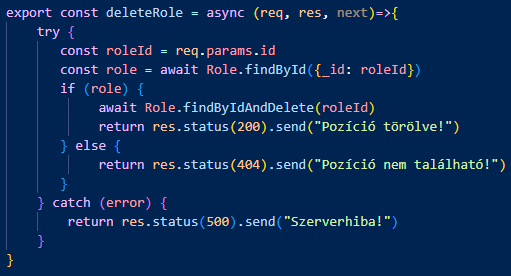 export const deleteRole = async (req, res, next)=>{
    try {
        const roleId = req.params.id
        const role = await Role.findById({_id: roleId})
        if (role) {
            await Role.findByIdAndDelete(roleId)
            return res.status(200).send("Pozíció törölve!")
        } else {
            return res.status(404).send("Pozíció nem található!")
        }
    } catch (error) {
        return res.status(500).send("Szerverhiba!")
    }
}